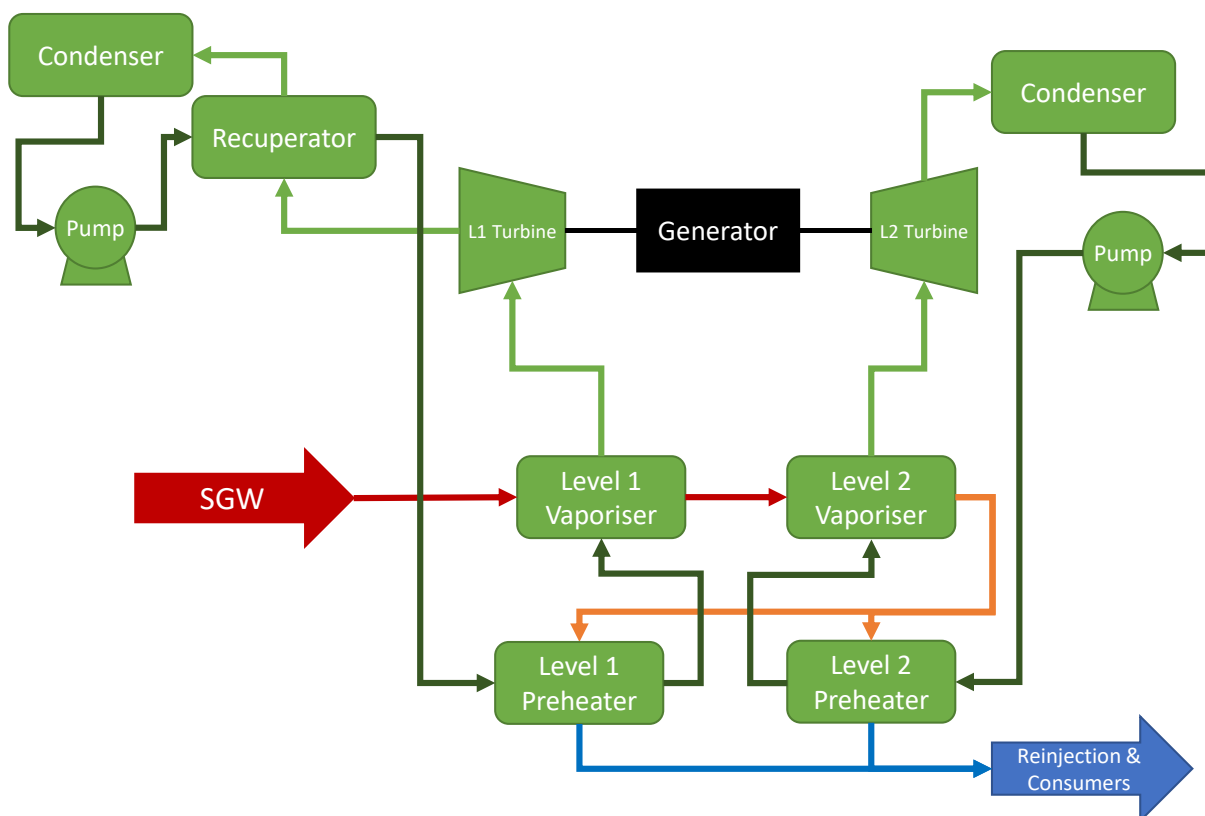 Condenser
Recuperator
Pump
L1 Turbine
Generator
L2 Turbine
Condenser
Pump
SGW
Level 1
Vaporiser
Level 2
Vaporiser
Level 1
Preheater
Level 2
Preheater
Reinjection &
Consumers